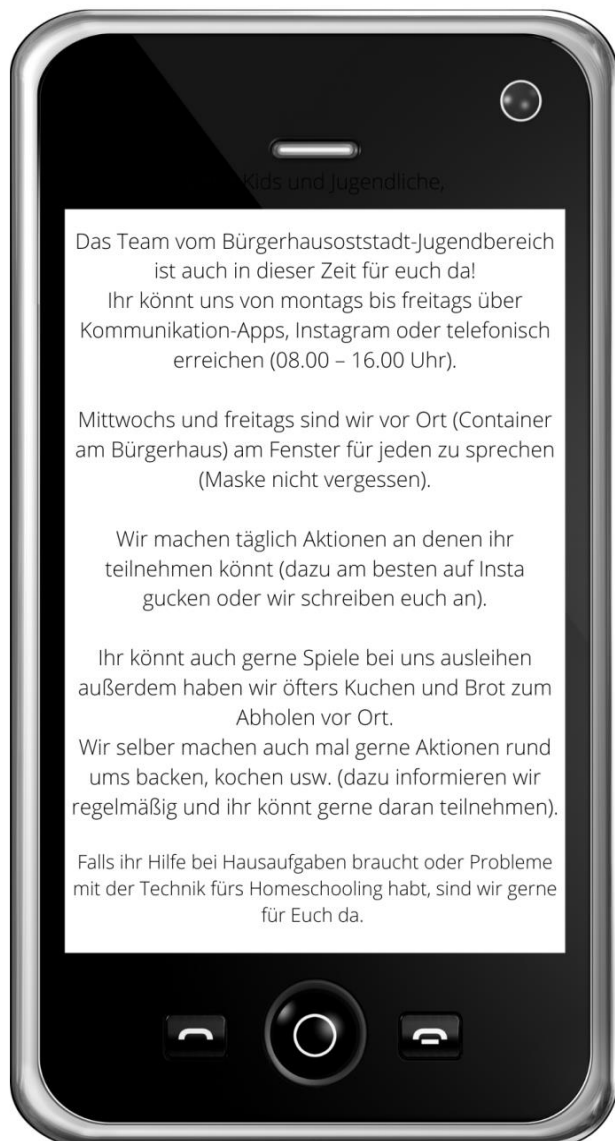 Kids und Jugendliche,
Das Team vom Bürgerhausoststadt-Jugendbereich
ist auch in dieser Zeit für euch da!
Ihr könnt uns von montags bis freitags über
Kommunikation-Apps, Instagram oder telefonisch
erreichen (08.00 – 16.00 Uhr).
Mittwochs und freitags sind wir vor Ort (Container
am Bürgerhaus) am Fenster für jeden zu sprechen
(Maske nicht vergessen).
Wir machen täglich Aktionen an denen ihr
teilnehmen könnt (dazu am besten auf Insta
gucken oder wir schreiben euch an).
Ihr könnt auch gerne Spiele bei uns ausleihen
außerdem haben wir öfters Kuchen und Brot zum
Abholen vor Ort.
Wir selber machen auch mal gerne Aktionen rund
ums backen, kochen usw. (dazu informieren wir
regelmäßig und ihr könnt gerne daran teilnehmen).
Falls ihr Hilfe bei Hausaufgaben braucht oder Probleme
mit der Technik fürs Homeschooling habt, sind wir gerne
für Euch da.